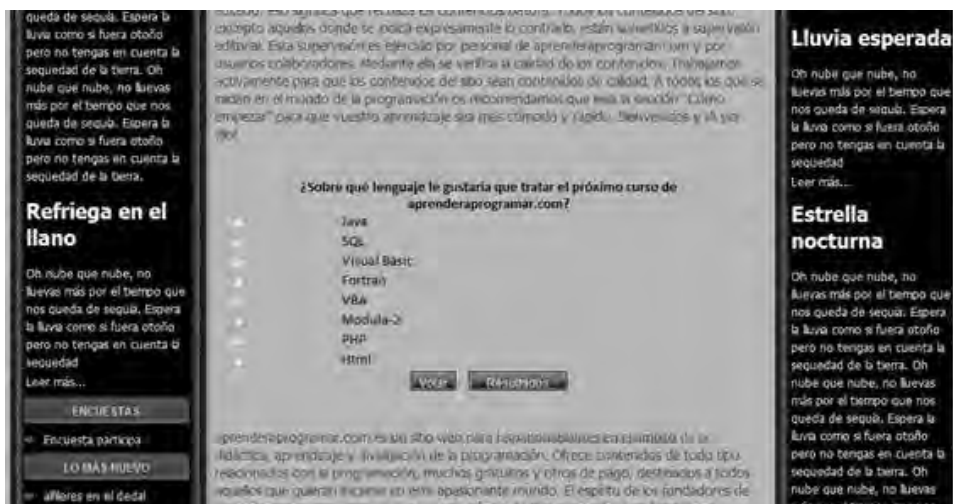 queda de sequía. Espera la
lluvia como si fuera otoño
pero no tengas en cuenta la
sequedad de la tierra. Oh
nube que nube, no lluevas
más por el tiempo que nos
queda de sequía. Espera la
lluvia como si fuera otoño
pero no tengas en cuenta la
sequedad de la tierra.
Refriega en el
llano
Oh nube que nube, no
lluevas más por el tiempo que
nos queda de sequía. Espera
la lluvia como si fuera otoño
pero no tengas en cuenta la
sequedad
Leer más...
ENCUESTAS
Encuesta participa
LO MÁS NUEVO
alfileres en el dedal
excepto aquellos donde se indica expresamente lo contrario, están sometidos a supervisión
editorial. Esta supervisión es ejercida por personal de aprenderaprogramar.com y por
usuarios colaboradores. Mediante ella se verifica la calidad de los contenidos. Trabajamos
activamente para que los contenidos del sitio sean contenidos de calidad. A todos los que se
inician en el mundo de la programación os recomendamos que leáis la sección "Cómo
empezar" para que vuestro aprendizaje sea más cómodo y rápido. Bienvenidos y ¡A por
ello!
¿Sobre qué lenguaje le gustaría que tratar el próximo curso de
aprenderaprogramar.com?
Java
SQL
Visual Basic
Fortran
VBA
Modula-2
PHP
Html
Votar Resultados
aprenderaprogramar.com es un sitio web para hispanohablantes en el ámbito de la
didáctica, aprendizaje y divulgación de la programación. Ofrece contenidos de todo tipo
relacionados con la programación, muchos gratuitos y otros de pago, destinados a todos
aquellos que quieran iniciarse en este apasionante mundo. El espíritu de los fundadores de
Lluvia esperada
Oh nube que nube, no
lluevas más por el tiempo que
nos queda de sequía. Espera
la lluvia como si fuera otoño
pero no tengas en cuenta la
sequedad
Leer más...
Estrella
nocturna
Oh nube que nube, no
lluevas más por el tiempo que
nos queda de sequía. Espera
la lluvia como si fuera otoño
pero no tengas en cuenta la
sequedad de la tierra. Oh
nube que nube, no lluevas
más por el tiempo que nos
queda de sequía. Espera la
lluvia como si fuera otoño
pero no tengas en cuenta la
sequedad de la tierra. Oh
nube que nube, no lluevas